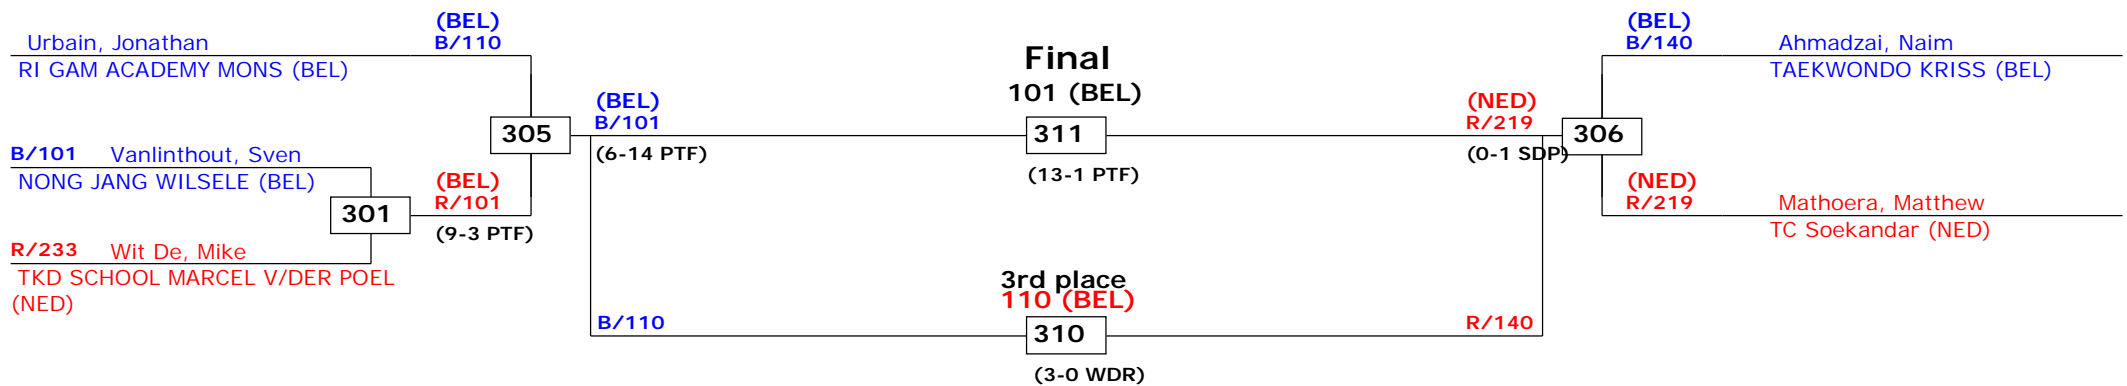 (BEL)
Urbain, Jonathan
B/110
RI GAM ACADEMY MONS (BEL)
B/101 Vanlinthout, Sven
NONG JANG WILSELE (BEL)
R/233 Wit De, Mike
TKD SCHOOL MARCEL V/DER POEL
(NED)
301
(BEL)
R/101
(9-3 PTF)
305
(BEL)
B/101
(6-14 PTF)
B/110
Final
101 (BEL)
311
(13-1 PTF)
3rd place
110 (BEL)
310
(3-0 WDR)
(NED)
R/219
(0-1 SDP)
R/140
306
(BEL)
B/140
Ahmadzai, Naim
TAEKWONDO KRISS (BEL)
(NED)
R/219
Mathoera, Matthew
TC Soekandar (NED)